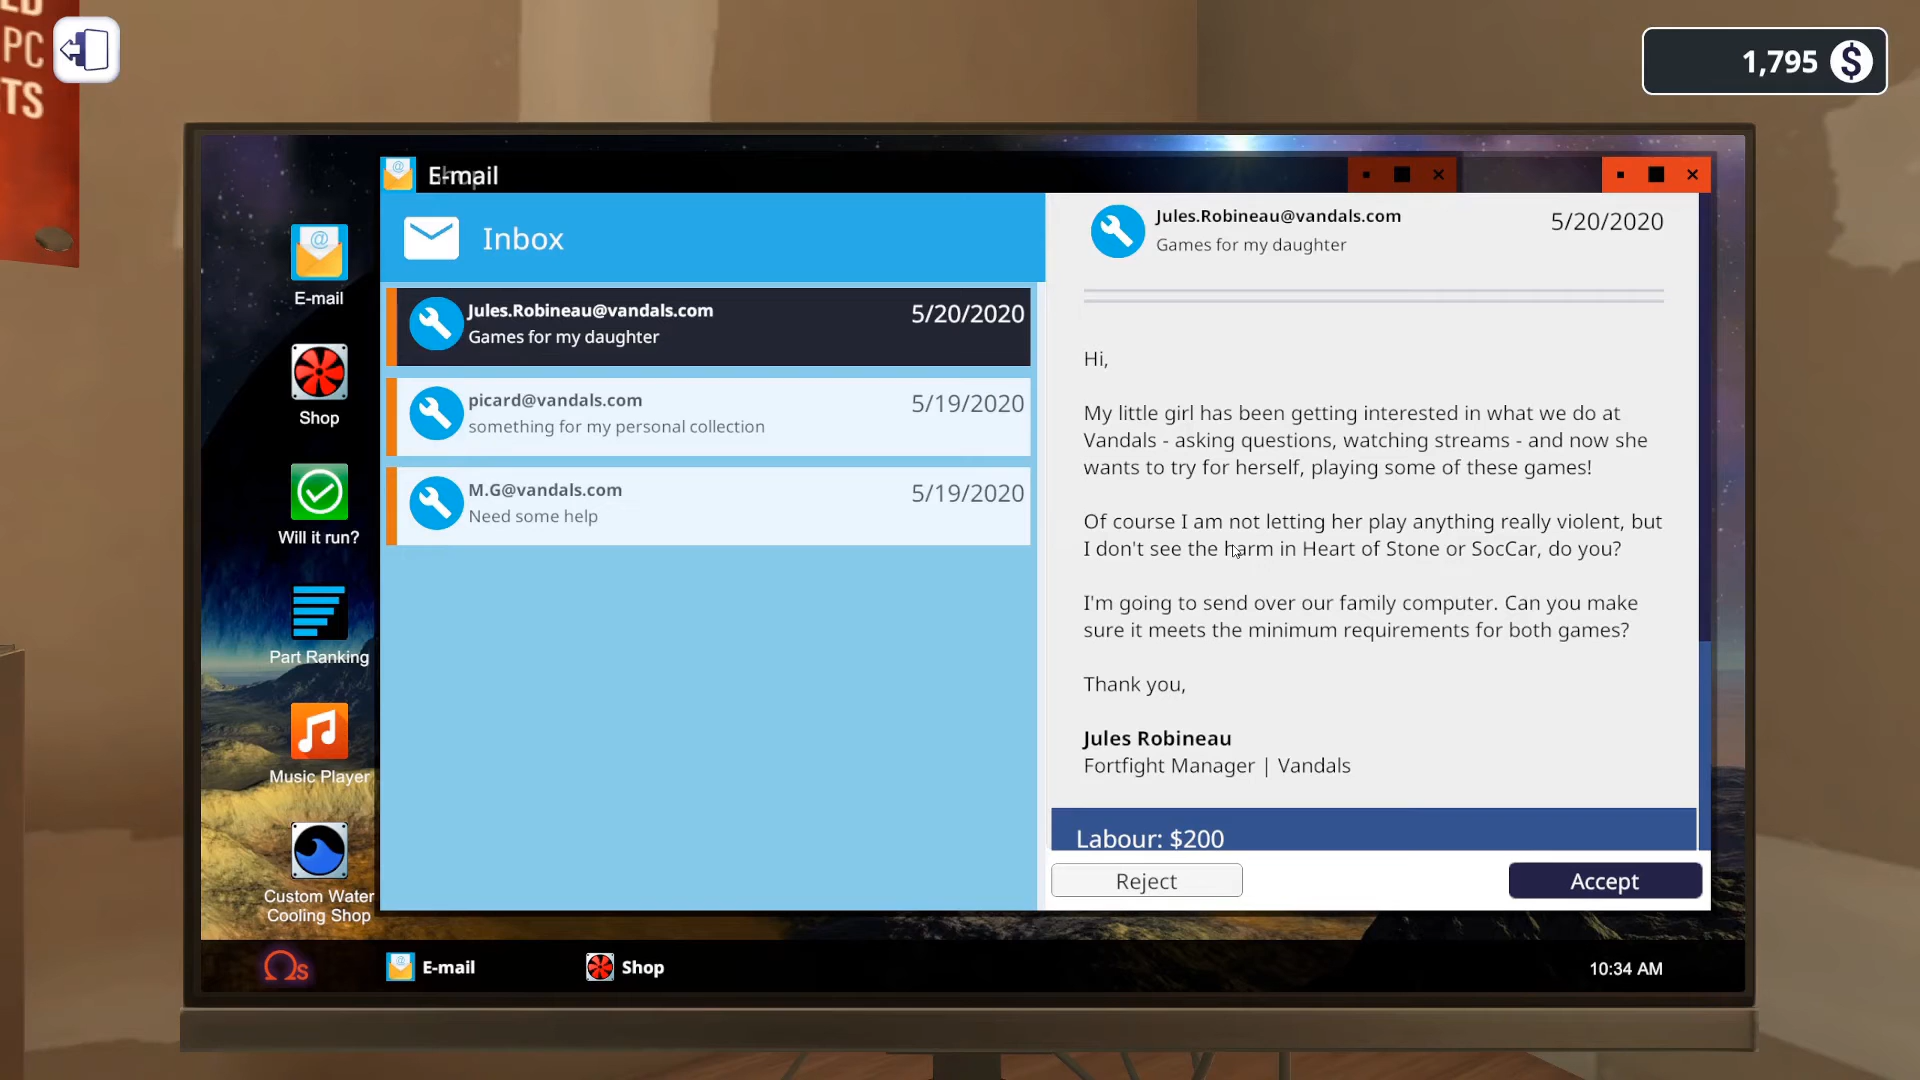 PC
TS
1,795
E-mail
Inbox
Jules.Robineau@vandals.com
5/20/2020
Games for my daughter
picard@vandals.com
5/19/2020
something for my personal collection
M.G@vandals.com
5/19/2020
Need some help
Jules.Robineau@vandals.com
5/20/2020
Games for my daughter
Hi,
My little girl has been getting interested in what we do at
Vandals - asking questions, watching streams - and now she
wants to try for herself, playing some of these games!
Of course I am not letting her play anything really violent, but
I don't see the harm in Heart of Stone or SocCar, do you?
I'm going to send over our family computer. Can you make
sure it meets the minimum requirements for both games?
Thank you,
Jules Robineau
Fortfight Manager | Vandals
Labour: $200
Reject
Accept
E-mail
Shop
Will it run?
Part Ranking
Music Player
Custom Water
Cooling Shop
Ωs
E-mail
Shop
10:34 AM